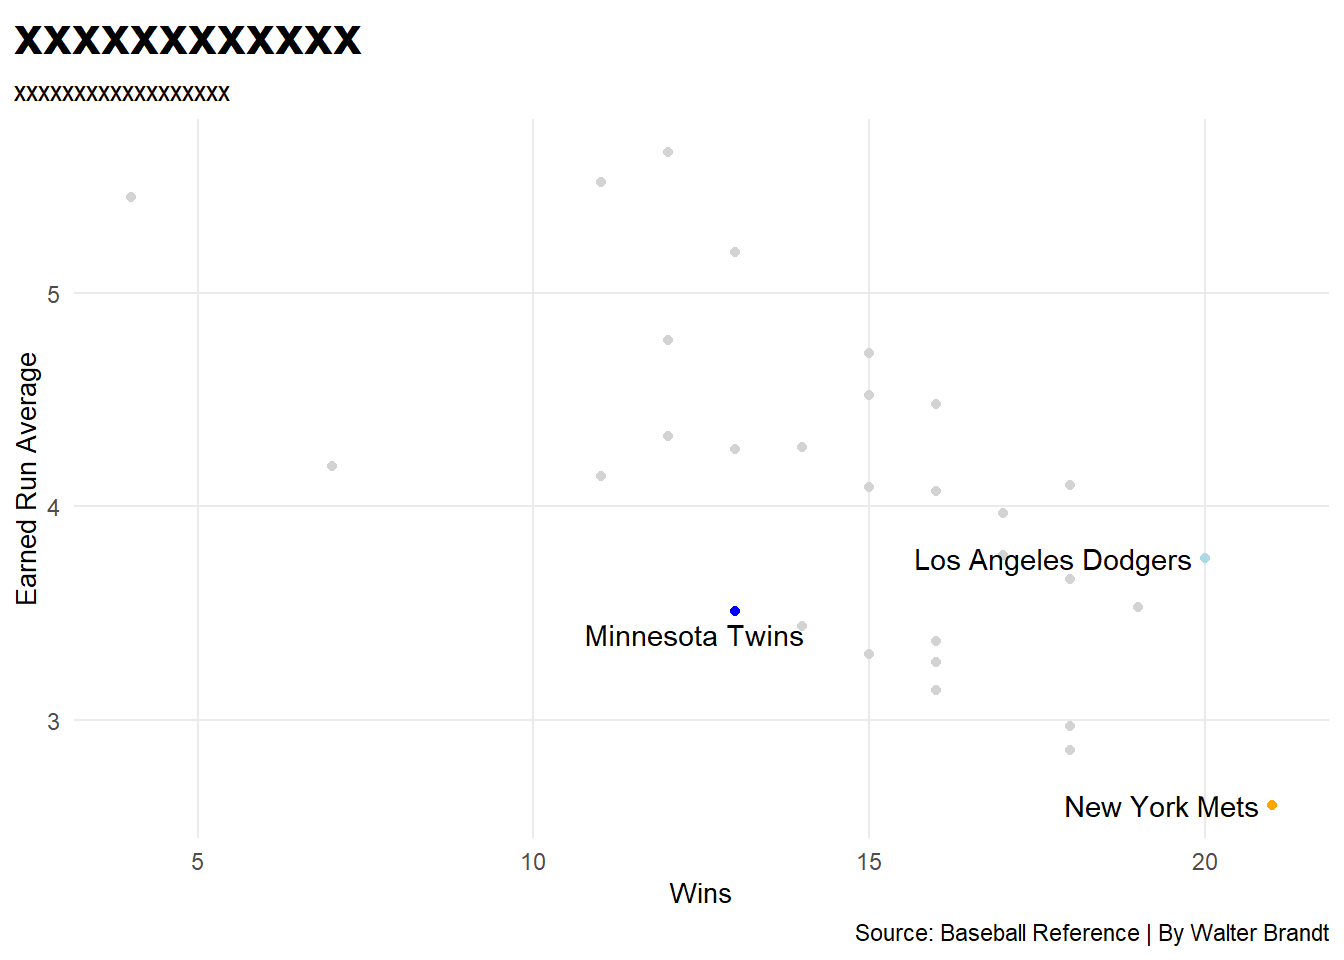 xxxxxxxxxxxx
xxxxxxxxxxxxxxxxxx
Earned Run Average
5
4
3
Los Angeles Dodgers
Minnesota Twins
New York Mets
5 10 15 20
Wins
Source: Baseball Reference | By Walter Brandt